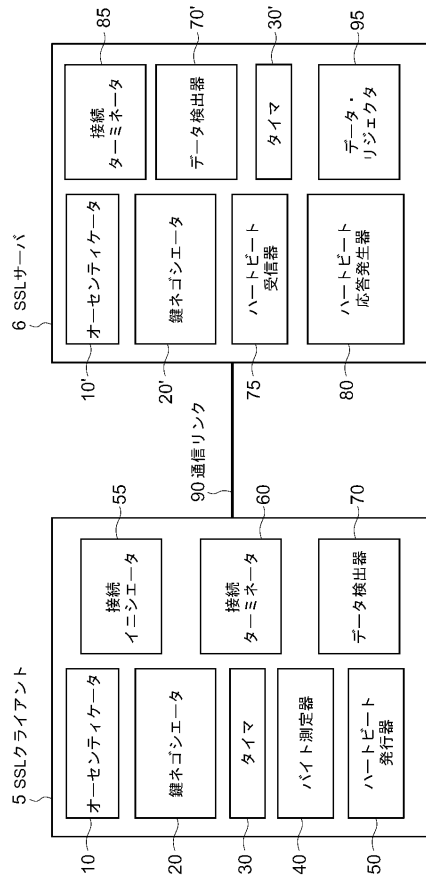 5 SSLクライアント
オーセンティケータ
10
鍵ネゴシエータ
20
タイマ
30
バイト測定器
40
ハートビート
発行器
50
接続
イニシエータ
55
接続
ターミネータ
60
データ検出器
70
90 通信リンク
6 SSLサーバ
オーセンティケータ
10'
鍵ネゴシエータ
20'
ハートビート
受信器
75
ハートビート
応答発生器
80
接続
ターミネータ
85
データ検出器
70'
タイマ
30'
データ・
リジェクタ
95